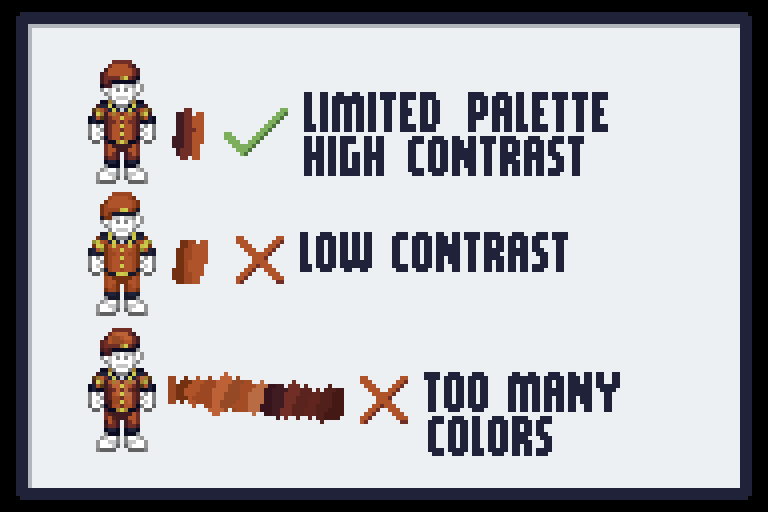 LIMITED PALETTE
HIGH CONTRAST
LOW CONTRAST
TOO MANY
COLORS